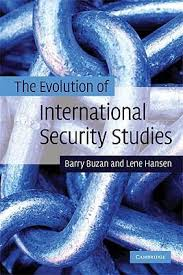 The Evolution of
International
Security Studies
Barry Buzan and Lene Hansen
CAMBRIDGE